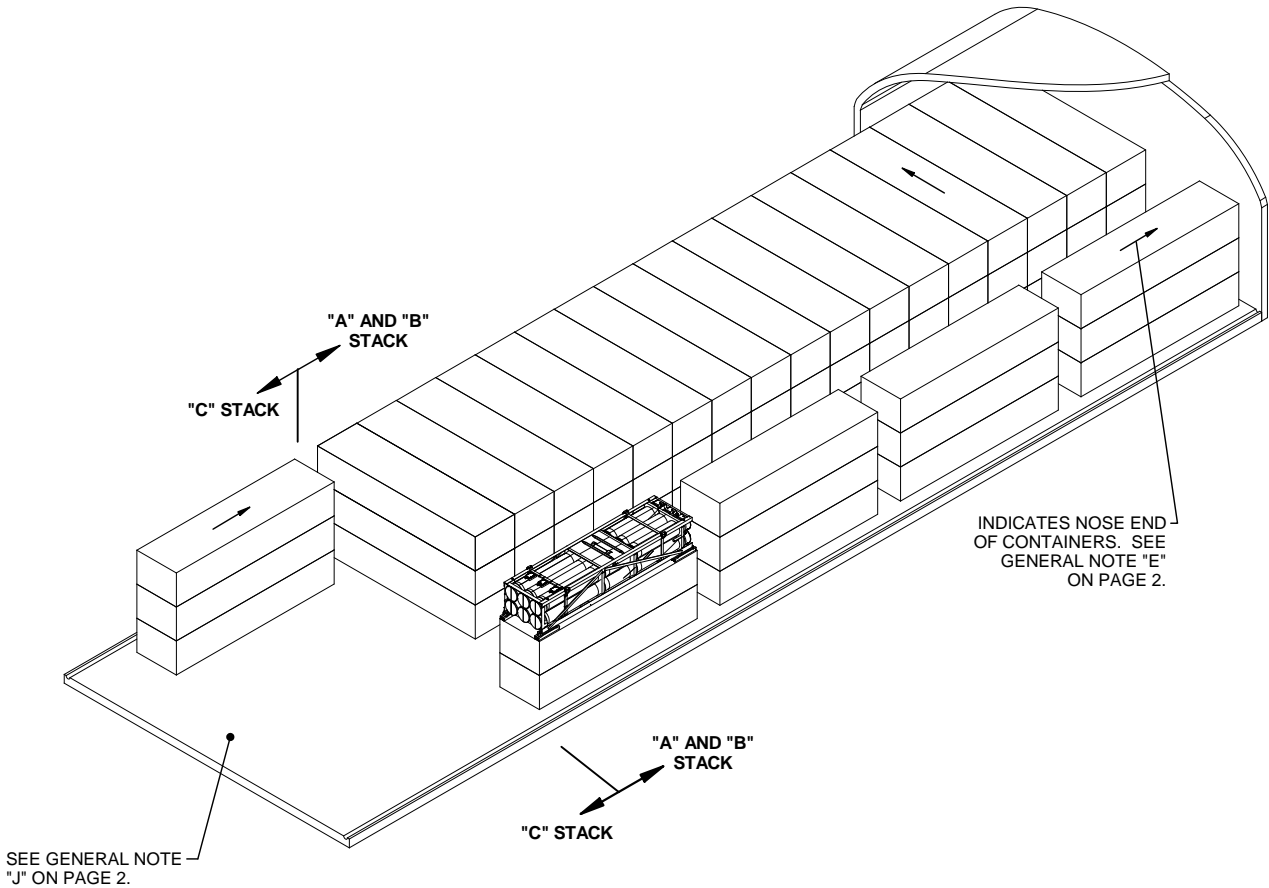 "A" AND "B"
STACK
"C" STACK
INDICATES NOSE END
OF CONTAINERS. SEE
GENERAL NOTE "E"
ON PAGE 2.
"A" AND "B"
STACK
"C" STACK
SEE GENERAL NOTE
"J" ON PAGE 2.